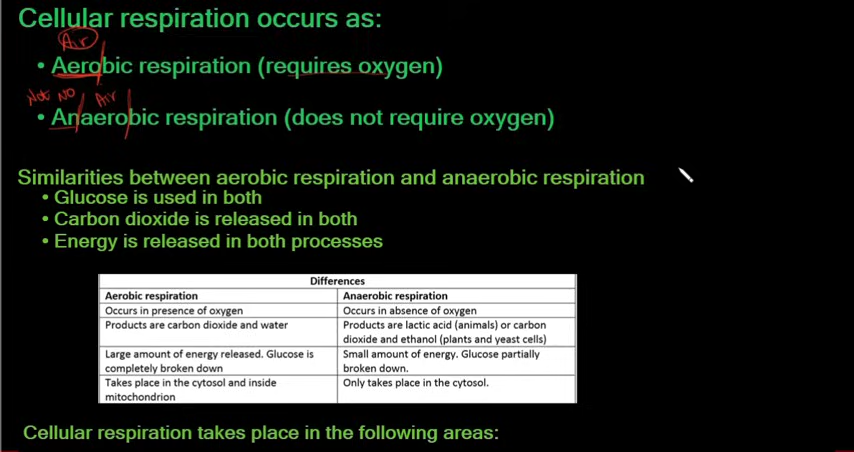 Cellular respiration occurs as:
Air
• Aerobic respiration (requires oxygen)
Not NO Air
• Anaerobic respiration (does not require oxygen)
Similarities between aerobic respiration and anaerobic respiration
• Glucose is used in both
• Carbon dioxide is released in both
• Energy is released in both processes
Differences
Aerobic respiration Anaerobic respiration
Occurs in presence of oxygen Occurs in absence of oxygen
Products are carbon dioxide and water Products are lactic acid (animals) or carbon
dioxide and ethanol (plants and yeast cells)
Large amount of energy released. Glucose is Small amount of energy. Glucose partially
completely broken down broken down.
Takes place in the cytosol and inside Only takes place in the cytosol.
mitochondrion
Cellular respiration takes place in the following areas: